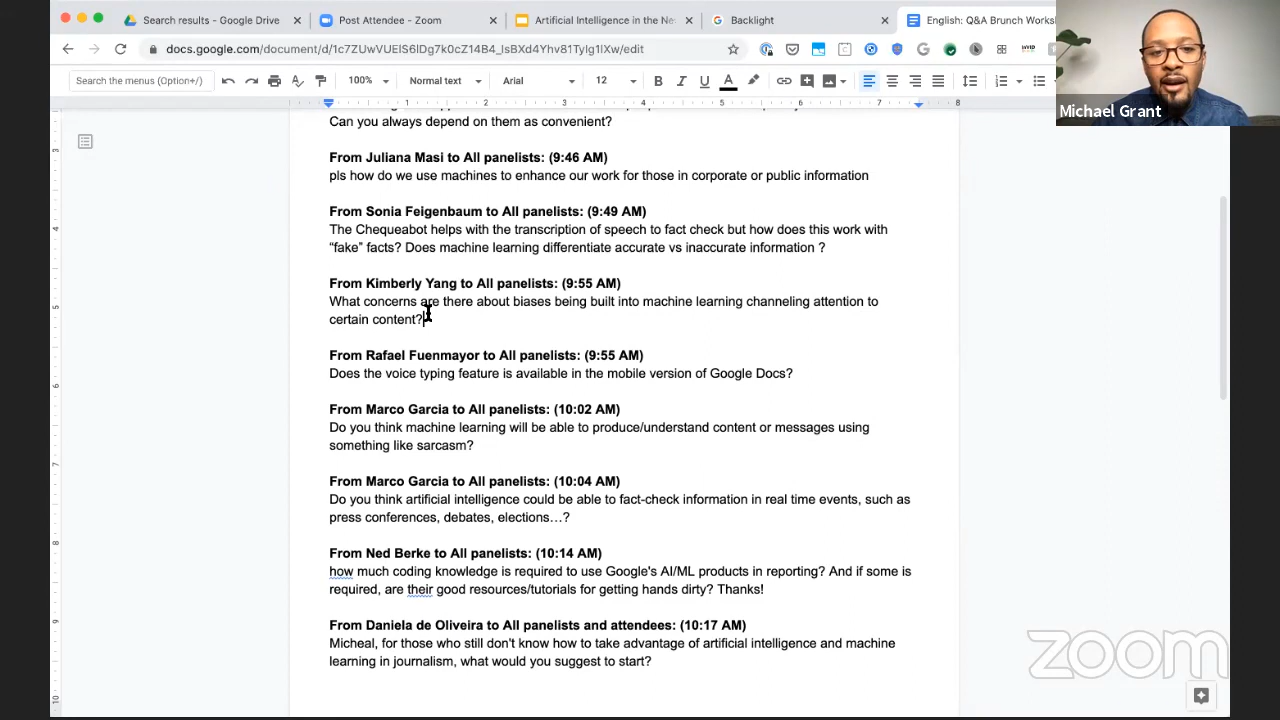 Search results - Google Drive
Post Attendee - Zoom
Artificial Intelligence in the Ne
Backlight
English: Q&A Brunch Worksh
docs.google.com/document/d/
/edit
Search the menus (Option+/)
100%
Normal text
Arial
12
Michael Grant
1 2 3 4 5 6 7 8
Can you always depend on them as convenient?
From Juliana Masi to All panelists: (9:46 AM)
pls how do we use machines to enhance our work for those in corporate or public information
From Sonia Feigenbaum to All panelists: (9:49 AM)
The Chequeabot helps with the transcription of speech to fact check but how does this work with
“fake” facts? Does machine learning differentiate accurate vs inaccurate information ?
From Kimberly Yang to All panelists: (9:55 AM)
What concerns are there about biases being built into machine learning channeling attention to
certain content?
From Rafael Fuenmayor to All panelists: (9:55 AM)
Does the voice typing feature is available in the mobile version of Google Docs?
From Marco Garcia to All panelists: (10:02 AM)
Do you think machine learning will be able to produce/understand content or messages using
something like sarcasm?
From Marco Garcia to All panelists: (10:04 AM)
Do you think artificial intelligence could be able to fact-check information in real time events, such as
press conferences, debates, elections…?
From Ned Berke to All panelists: (10:14 AM)
how much coding knowledge is required to use Google's AI/ML products in reporting? And if some is
required, are their good resources/tutorials for getting hands dirty? Thanks!
From Daniela de Oliveira to All panelists and attendees: (10:17 AM)
Micheal, for those who still don't know how to take advantage of artificial intelligence and machine
learning in journalism, what would you suggest to start?
zoom